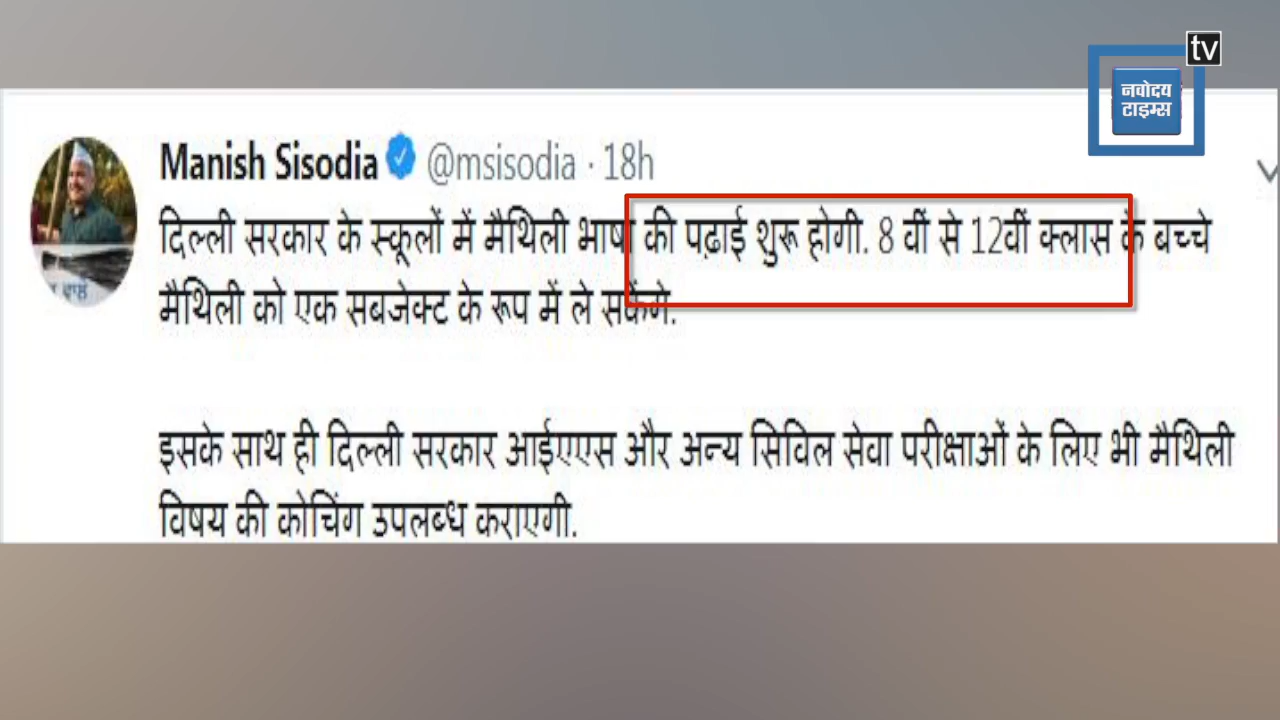 tv
नवोदय
टाइम्स
Manish Sisodia @msisodia · 18h
दिल्ली सरकार के स्कूलों में मैथिली भाषा की पढ़ाई शुरू होगी. 8 वीं से 12वीं क्लास के बच्चे
मैथिली को एक सबजेक्ट के रूप में ले सकेंगे.
इसके साथ ही दिल्ली सरकार आईएएस और अन्य सिविल सेवा परीक्षाओं के लिए भी मैथिली
विषय की कोचिंग उपलब्ध कराएगी.